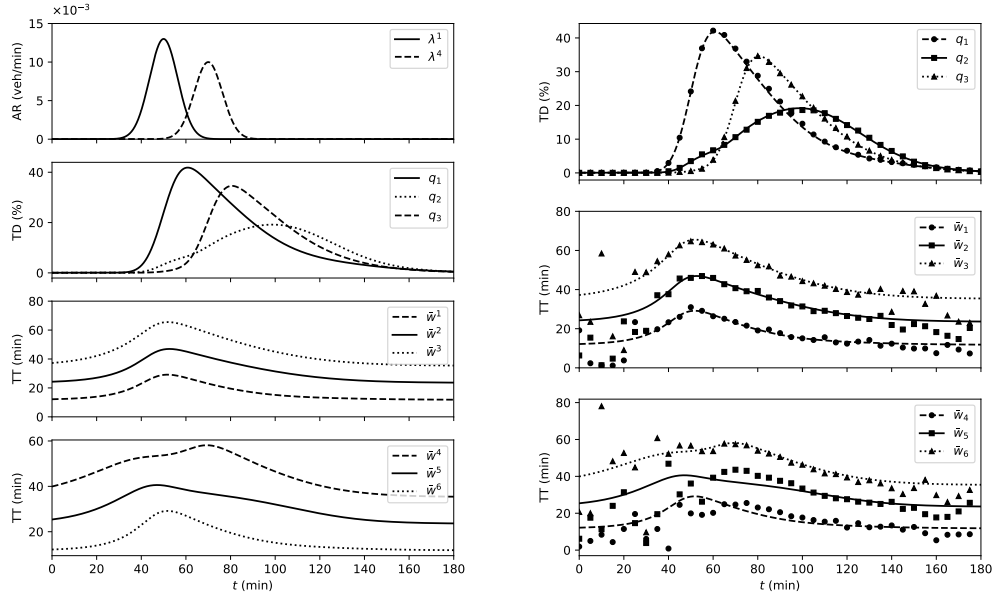 ×10⁻³
15
10
5
0
AR (veh/min)
λ¹
λ⁴
40
20
0
TD (%)
q₁
q₂
q₃
80
60
40
20
0
TT (min)
w̄¹
w̄²
w̄³
60
40
20
TT (min)
w̄⁴
w̄⁵
w̄⁶
0 20 40 60 80 100 120 140 160 180
t (min)
40
30
20
10
0
TD (%)
q₁
q₂
q₃
80
60
40
20
0
TT (min)
w̄₁
w̄₂
w̄₃
80
60
40
20
0
TT (min)
w̄₄
w̄₅
w̄₆
0 20 40 60 80 100 120 140 160 180
t (min)